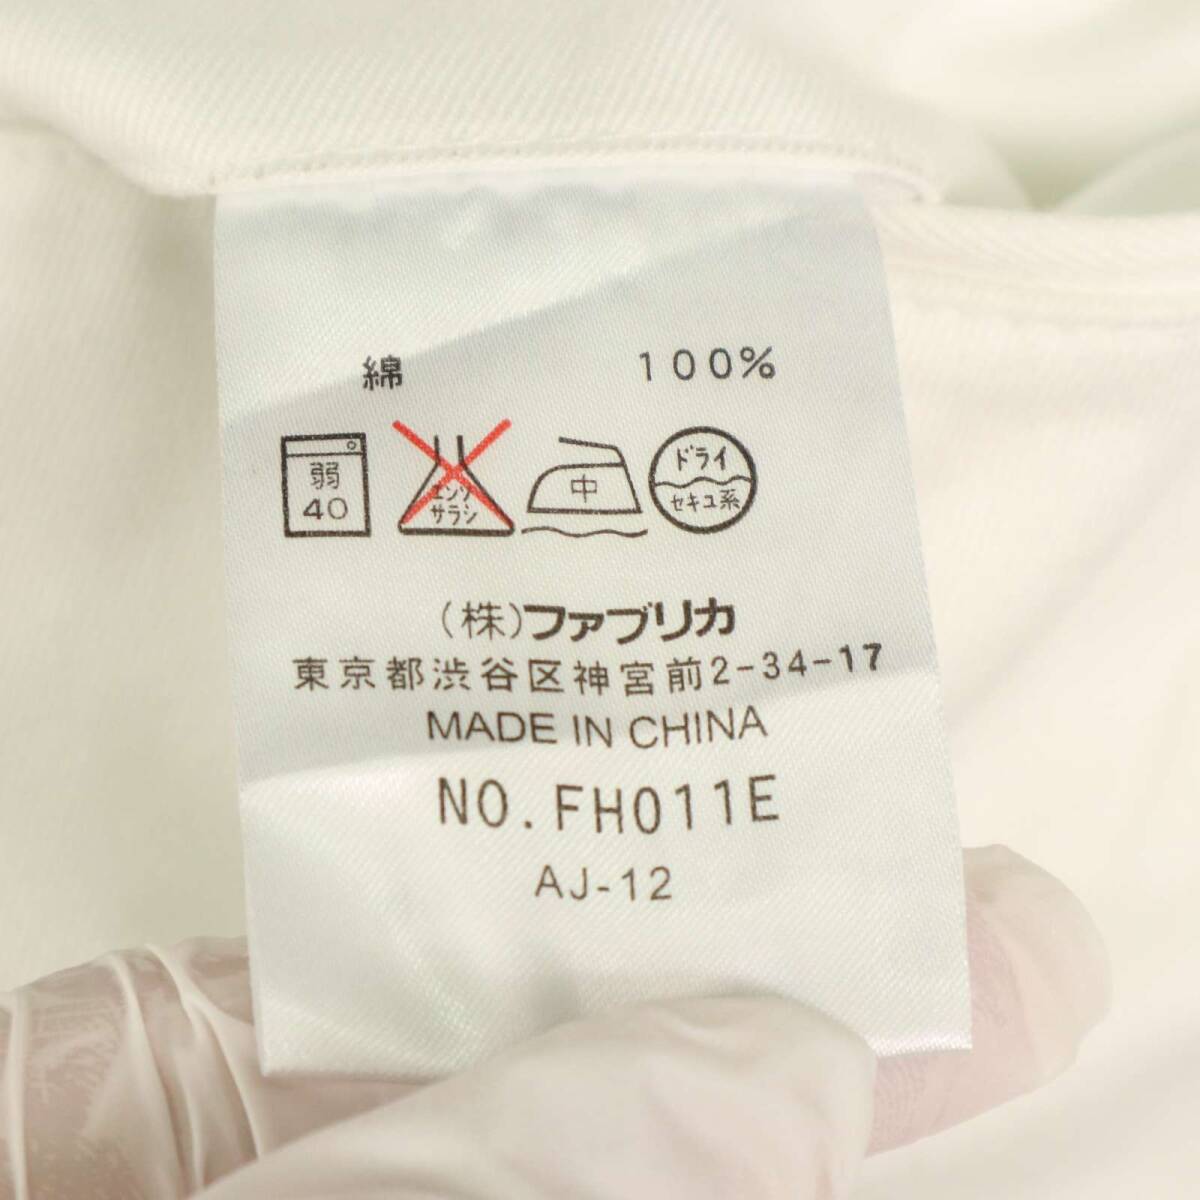 綿 100%
弱 エンソ 中 ドライ
40 サラシ セキユ系
(株)ファブリカ
東京都渋谷区神宮前2-34-17
MADE IN CHINA
NO.FH011E
AJ-12